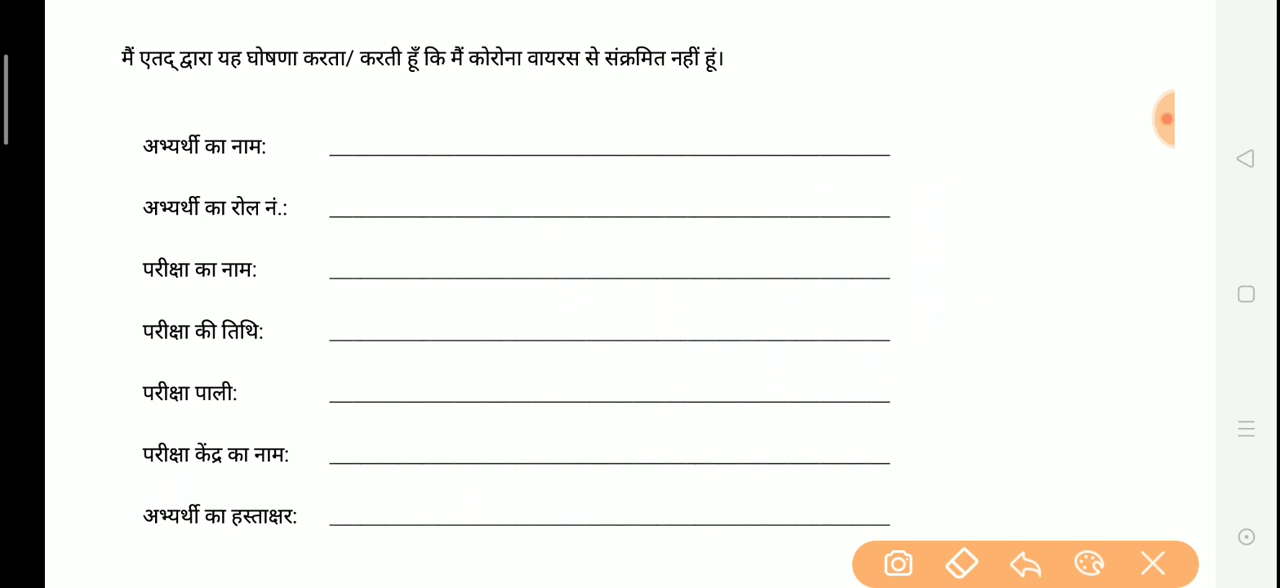 मैं एतद् द्वारा यह घोषणा करता/ करती हूँ कि मैं कोरोना वायरस से संक्रमित नहीं हूं।
अभ्यर्थी का नाम:
अभ्यर्थी का रोल नं.:
परीक्षा का नाम:
परीक्षा की तिथि:
परीक्षा पाली:
परीक्षा केंद्र का नाम:
अभ्यर्थी का हस्ताक्षर: